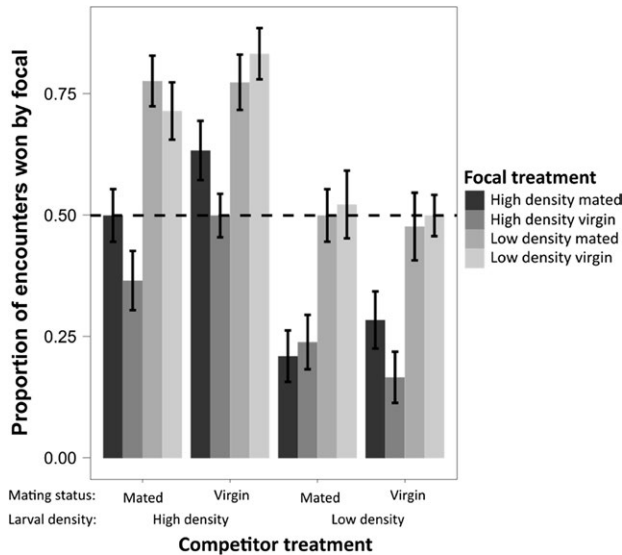 Proportion of encounters won by focal
0.75
0.50
0.25
0.00
Focal treatment
High density mated
High density virgin
Low density mated
Low density virgin
Mating status: Mated Virgin Mated Virgin
Larval density: High density Low density
Competitor treatment